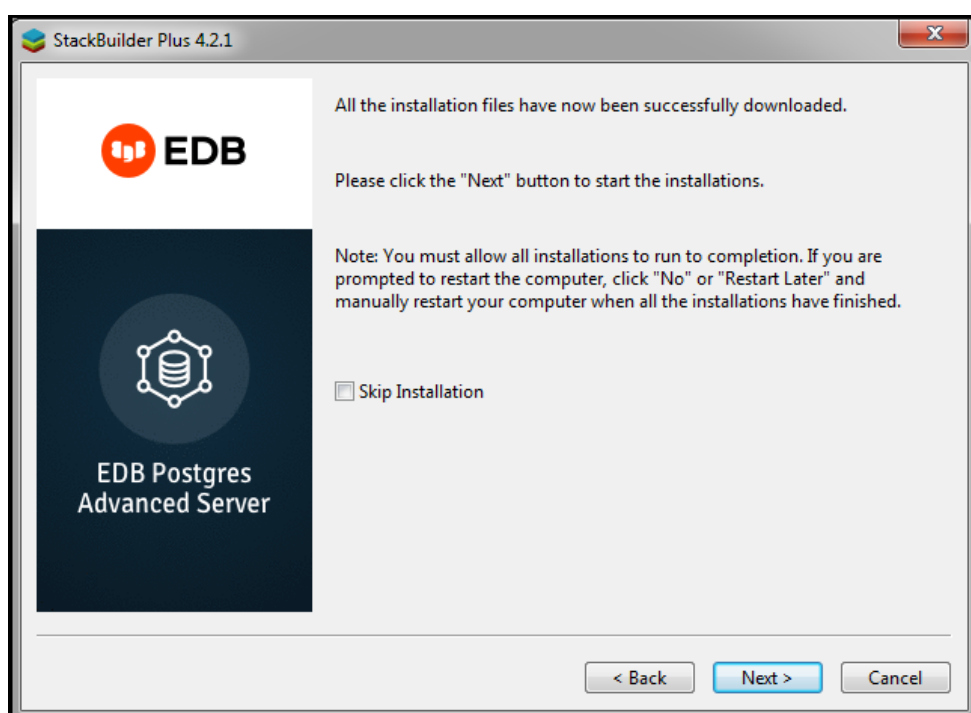 StackBuilder Plus 4.2.1
EDB
All the installation files have now been successfully downloaded.
Please click the "Next" button to start the installations.
Note: You must allow all installations to run to completion. If you are
prompted to restart the computer, click "No" or "Restart Later" and
manually restart your computer when all the installations have finished.
Skip Installation
EDB Postgres
Advanced Server
< Back
Next >
Cancel